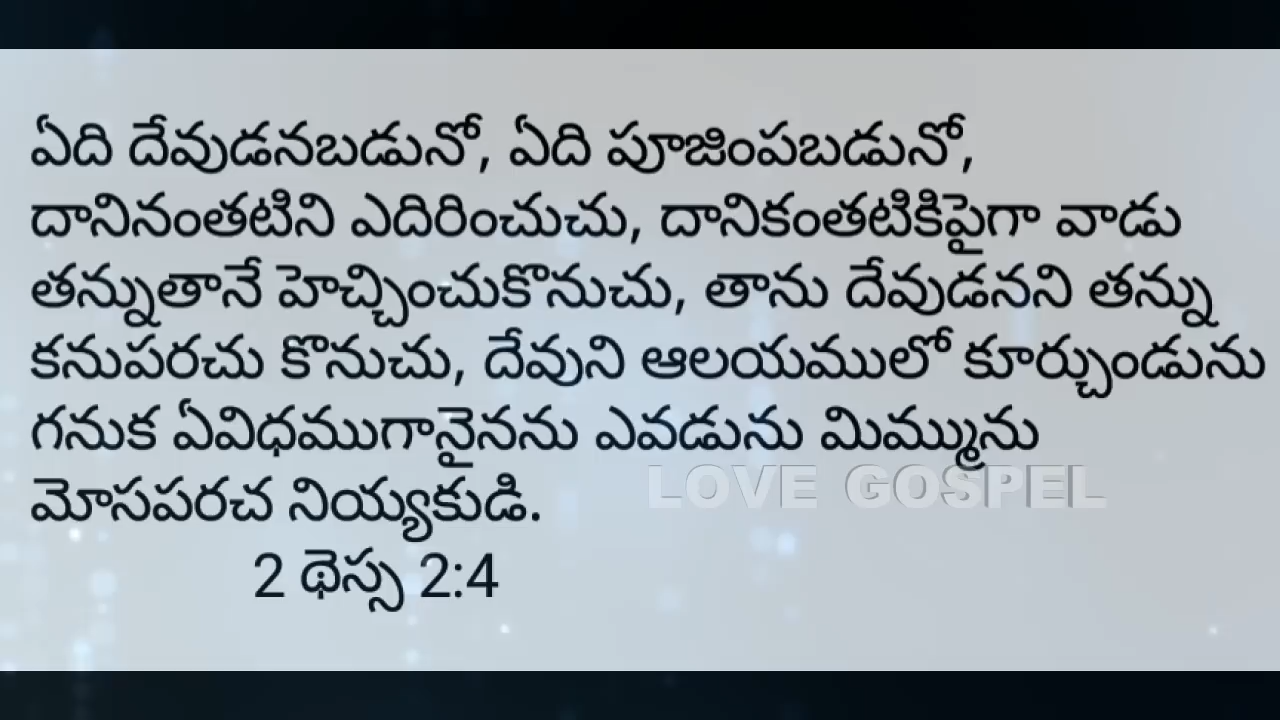 ఏది దేవుడనబడునో, ఏది పూజింపబడునో,
దానినంతటిని ఎదిరించుచు, దానికంతటికిపైగా వాడు
తన్నుతానే హెచ్చించుకొనుచు, తాను దేవుడనని తన్ను
కనుపరచు కొనుచు, దేవుని ఆలయములో కూర్చుండును
గనుక ఏవిధముగానైనను ఎవడును మిమ్మును
మోసపరచ నియ్యకుడి.
LOVE GOSPEL
2 థెస్స 2:4